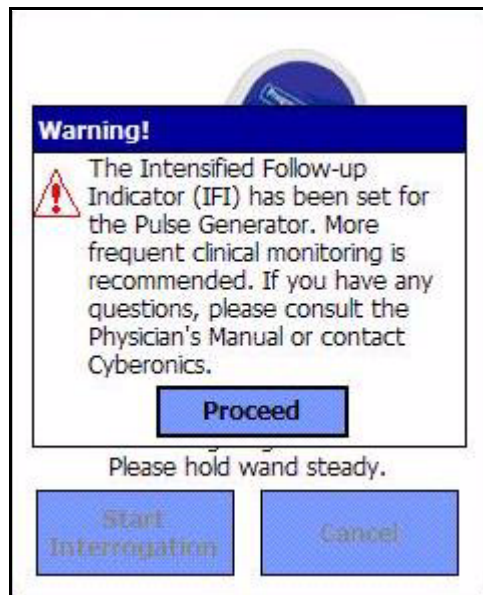 Warning!
The Intensified Follow-up
Indicator (IFI) has been set for
the Pulse Generator. More
frequent clinical monitoring is
recommended. If you have any
questions, please consult the
Physician's Manual or contact
Cyberonics.
Proceed
Please hold wand steady.
Start
Interrogation
Cancel